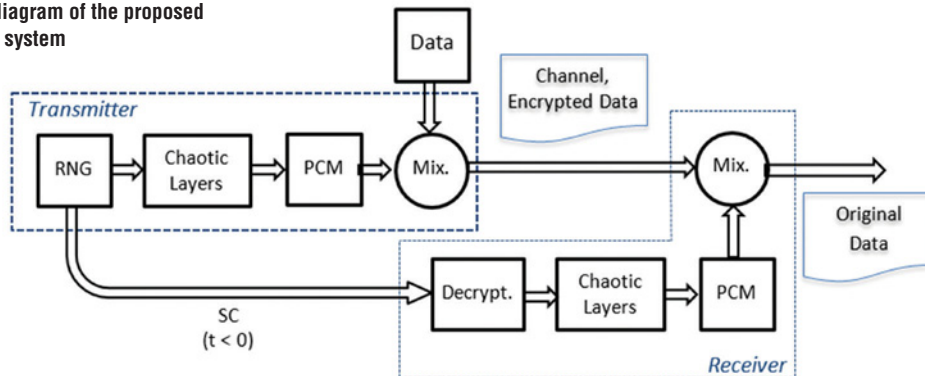 diagram of the proposed
system
Data
Channel,
Encrypted Data
Transmitter
RNG
Chaotic
Layers
PCM
Mix.
Mix.
Original
Data
Decrypt.
Chaotic
Layers
PCM
SC
(t < 0)
Receiver